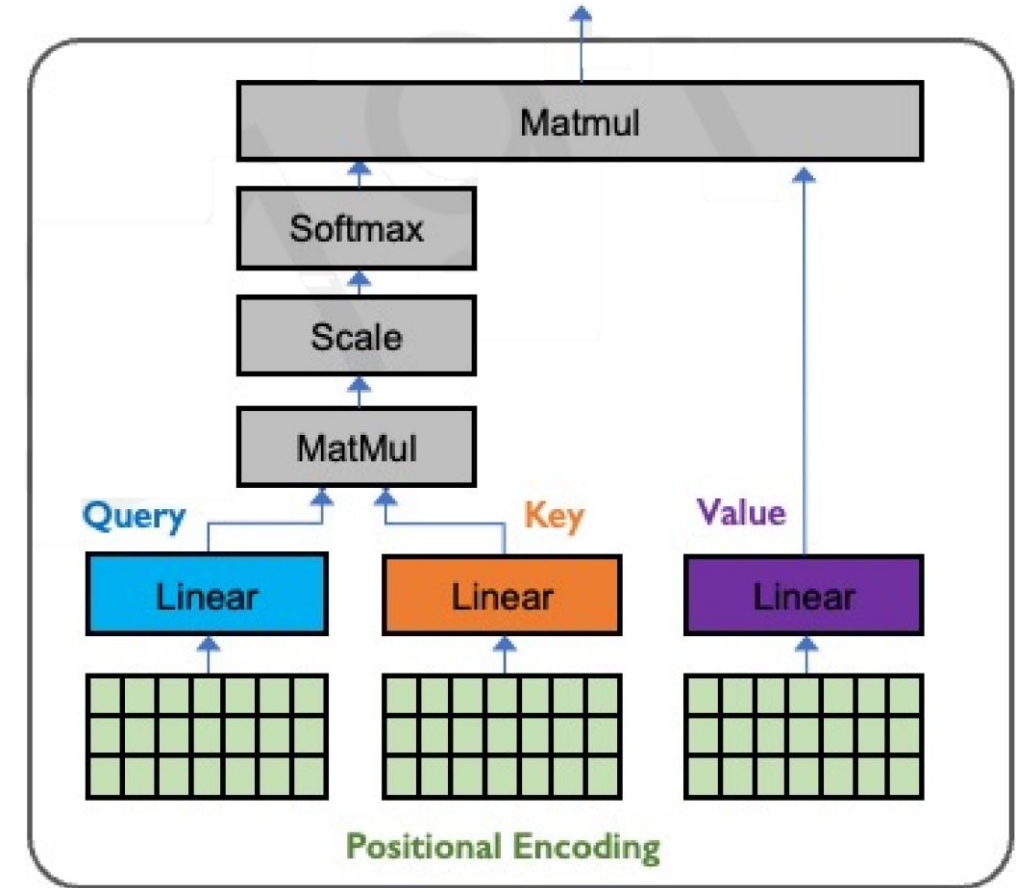 Matmul
Softmax
Scale
MatMul
Query
Key
Value
Linear
Linear
Linear
Positional Encoding